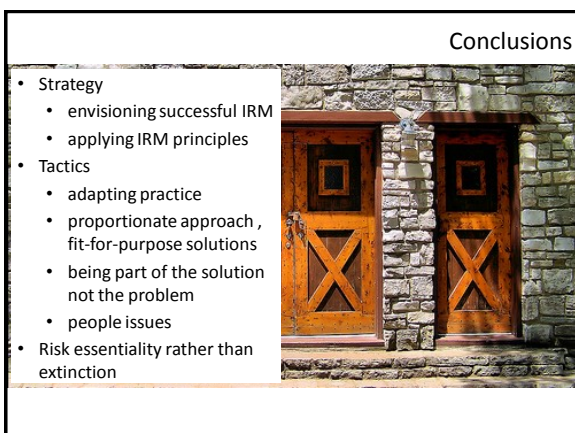 Conclusions
• Strategy
• envisioning successful IRM
• applying IRM principles
• Tactics
• adapting practice
• proportionate approach ,
fit-for-purpose solutions
• being part of the solution
not the problem
• people issues
• Risk essentiality rather than
extinction